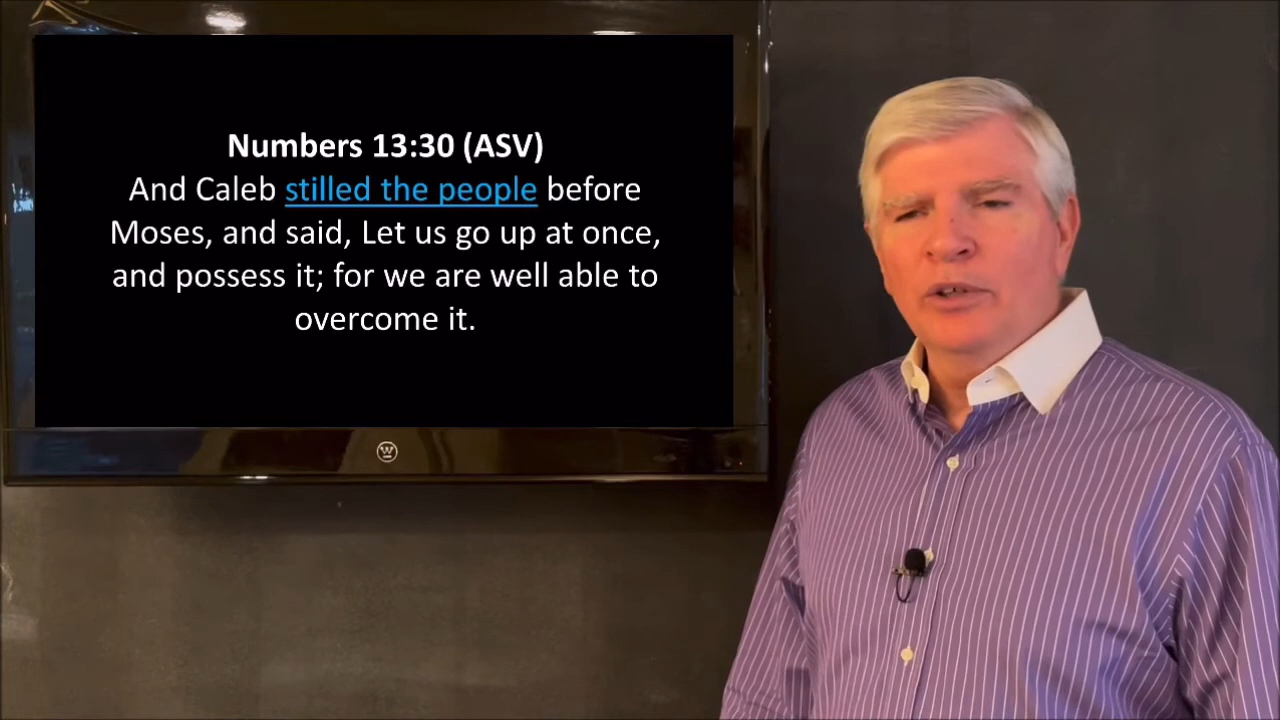 Numbers 13:30 (ASV)
And Caleb stilled the people before
Moses, and said, Let us go up at once,
and possess it; for we are well able to
overcome it.